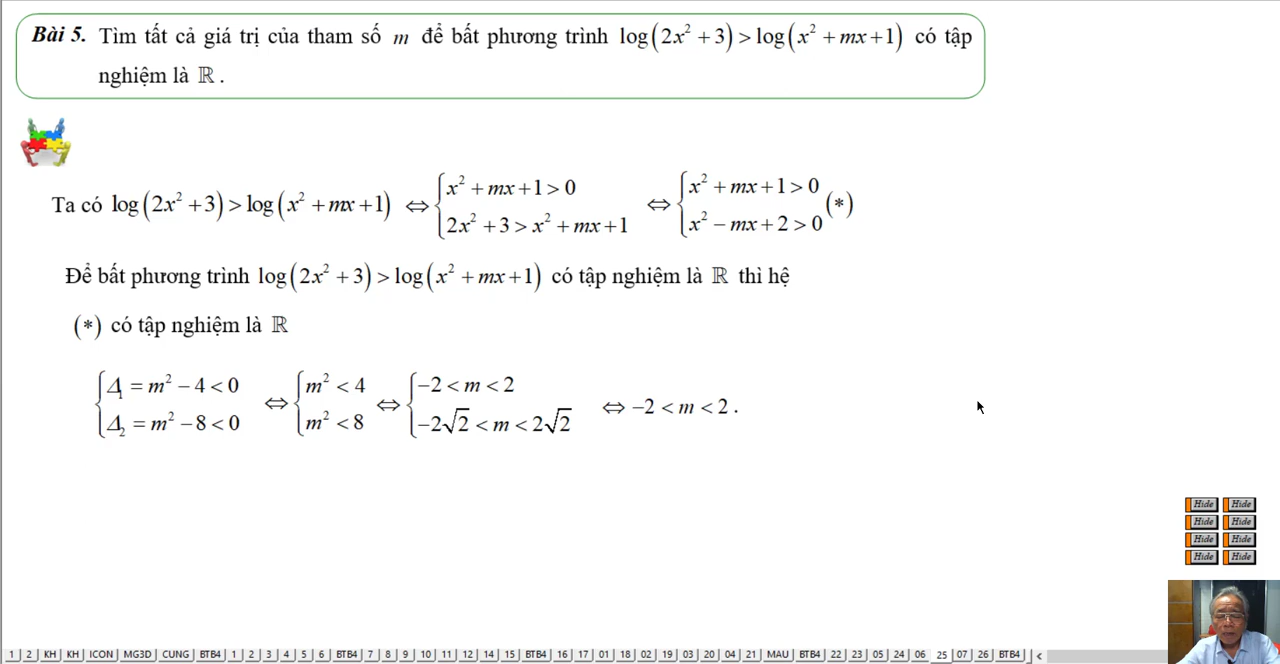 Bài 5. Tìm tất cả giá trị của tham số m để bất phương trình log(2x² + 3) > log(x² + mx + 1) có tập
nghiệm là ℝ.
Ta có log(2x² + 3) > log(x² + mx + 1) ⇔ { x² + mx + 1 > 0 ; 2x² + 3 > x² + mx + 1 ⇔ { x² + mx + 1 > 0 ; x² − mx + 2 > 0 (*)
Để bất phương trình log(2x² + 3) > log(x² + mx + 1) có tập nghiệm là ℝ thì hệ
(*) có tập nghiệm là ℝ
{ Δ₁ = m² − 4 < 0 ; Δ₂ = m² − 8 < 0 ⇔ { m² < 4 ; m² < 8 ⇔ { −2 < m < 2 ; −2√2 < m < 2√2 ⇔ −2 < m < 2.
Hide Hide
Hide Hide
Hide Hide
Hide Hide
1 2 KH KH ICON MG3D CUNG BTB4 1 2 3 4 5 6 BTB4 7 8 9 10 11 12 14 15 BTB4 16 17 01 18 02 19 03 20 04 21 MAU BTB4 22 23 05 24 06 25 07 26 BTB4 <